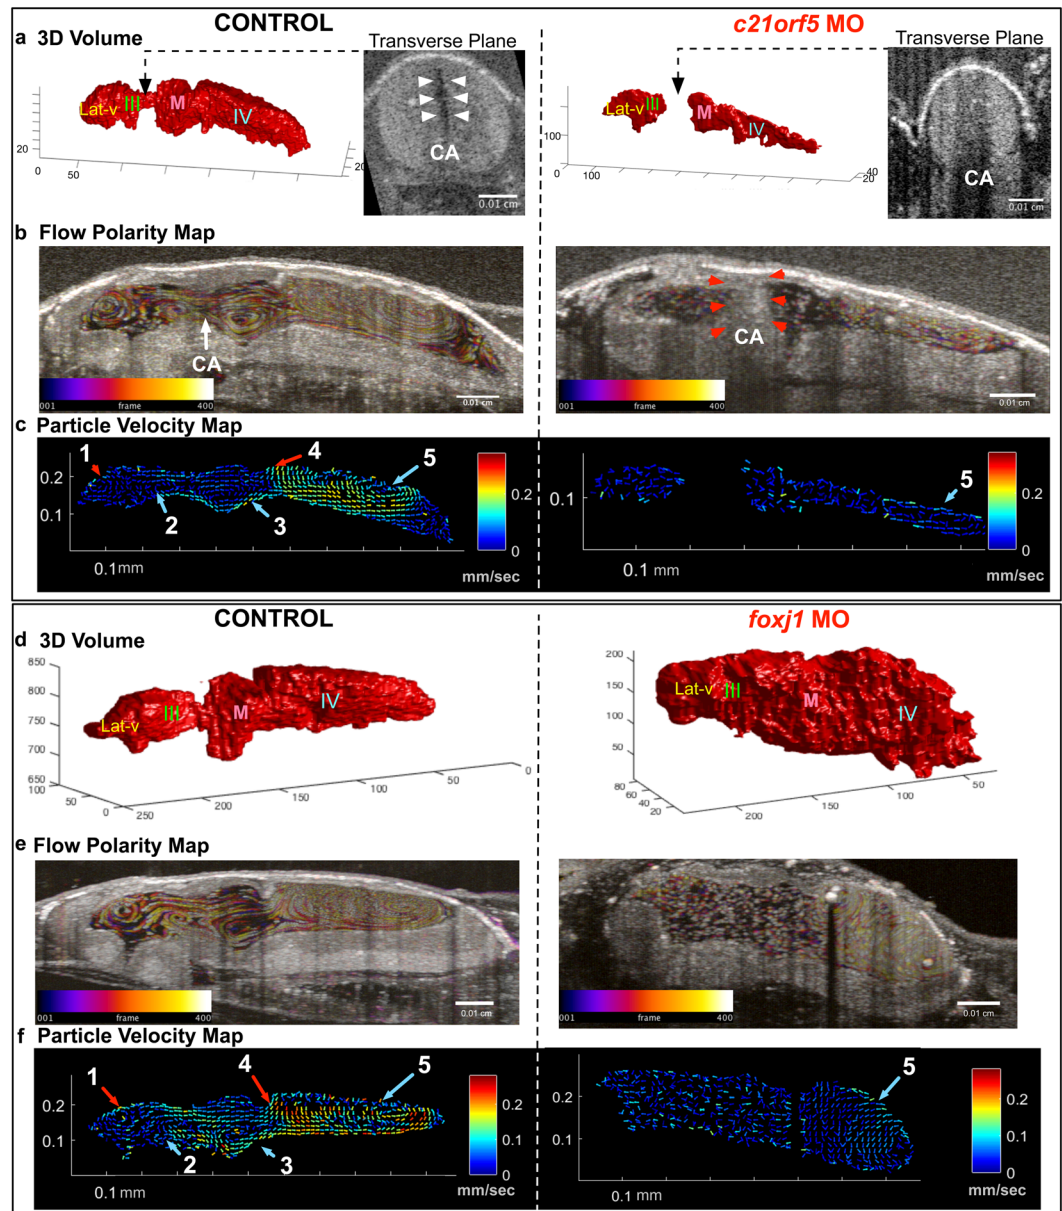 CONTROL
c21orf5 MO
a 3D Volume
Transverse Plane
Transverse Plane
Lat-v
III
M
IV
CA
0.01 cm
20
0
50
20
Lat-v
III
M
IV
CA
0.01 cm
100
0
100
40
20
b Flow Polarity Map
CA
001 frame 400
0.01 cm
CA
001 frame 400
0.01 cm
c Particle Velocity Map
1
2
3
4
5
0.2
0.1
0.1 mm
0.2
0
mm/sec
5
0.1
0.1 mm
0.2
0
mm/sec
CONTROL
foxj1 MO
d 3D Volume
850
800
750
700
650
100
50
0
250
200
150
100
50
0
Lat-v
III
M
IV
200
150
100
50
80
60
40
20
200
150
100
50
Lat-v
III
M
IV
e Flow Polarity Map
001 frame 400
0.01 cm
001 frame 400
0.01 cm
f Particle Velocity Map
1
2
3
4
5
0.2
0.1
0.1 mm
0.2
0.1
0
mm/sec
5
0.2
0.1
0.1 mm
0.2
0.1
0
mm/sec